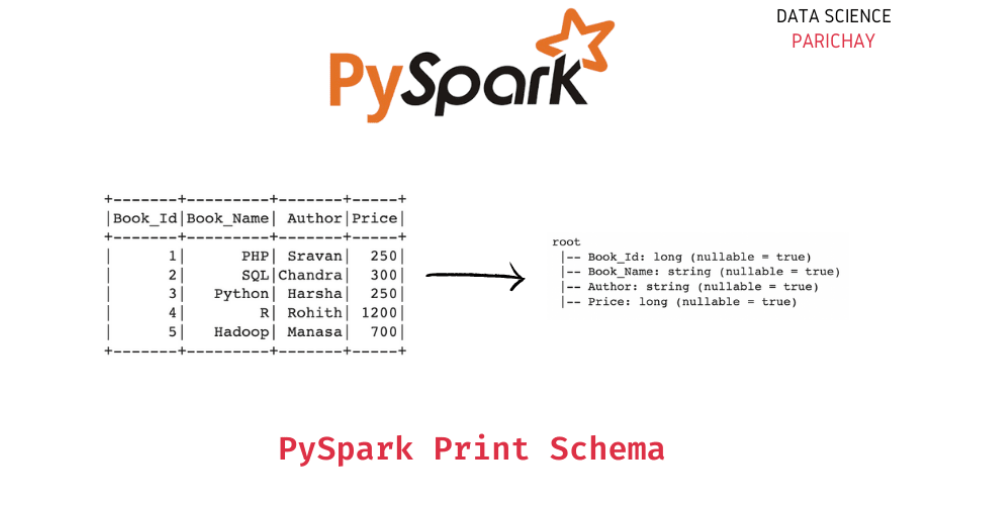 PySpark
DATA SCIENCE
PARICHAY
+-------+---------+-------+-----+
|Book_Id|Book_Name| Author|Price|
+-------+---------+-------+-----+
|      1|      PHP| Sravan|  250|
|      2|      SQL|Chandra|  300|
|      3|   Python| Harsha|  250|
|      4|        R| Rohith| 1200|
|      5|   Hadoop| Manasa|  700|
+-------+---------+-------+-----+
root
 |-- Book_Id: long (nullable = true)
 |-- Book_Name: string (nullable = true)
 |-- Author: string (nullable = true)
 |-- Price: long (nullable = true)
PySpark Print Schema